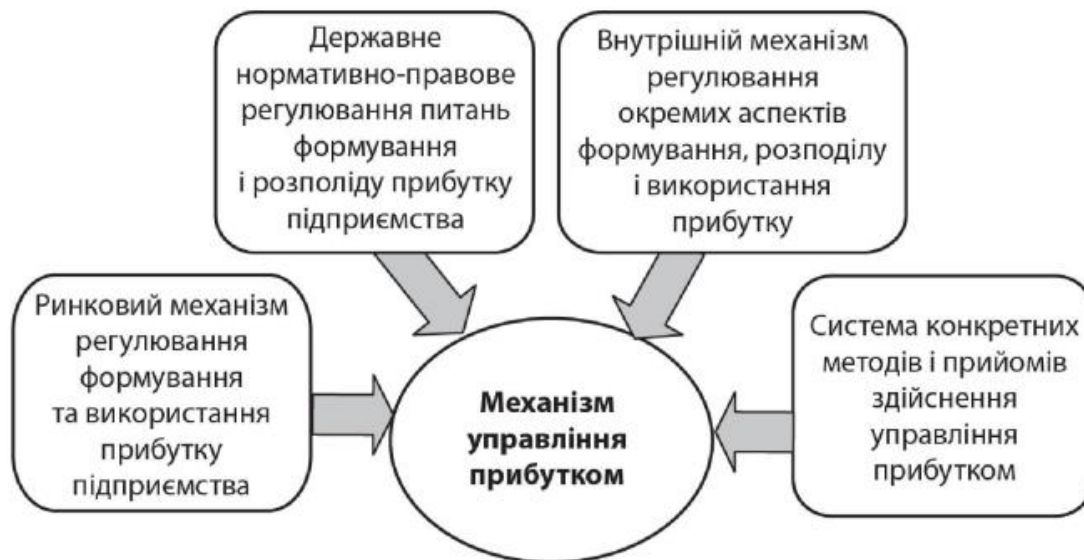 Державне
нормативно-правове
регулювання питань
формування
і розполіду прибутку
підприємства
Внутрішній механізм
регулювання
окремих аспектів
формування, розподілу
і використання
прибутку
Ринковий механізм
регулювання
формування
та використання
прибутку
підприємства
Механізм
управління
прибутком
Система конкретних
методів і прийомів
здійснення
управління
прибутком